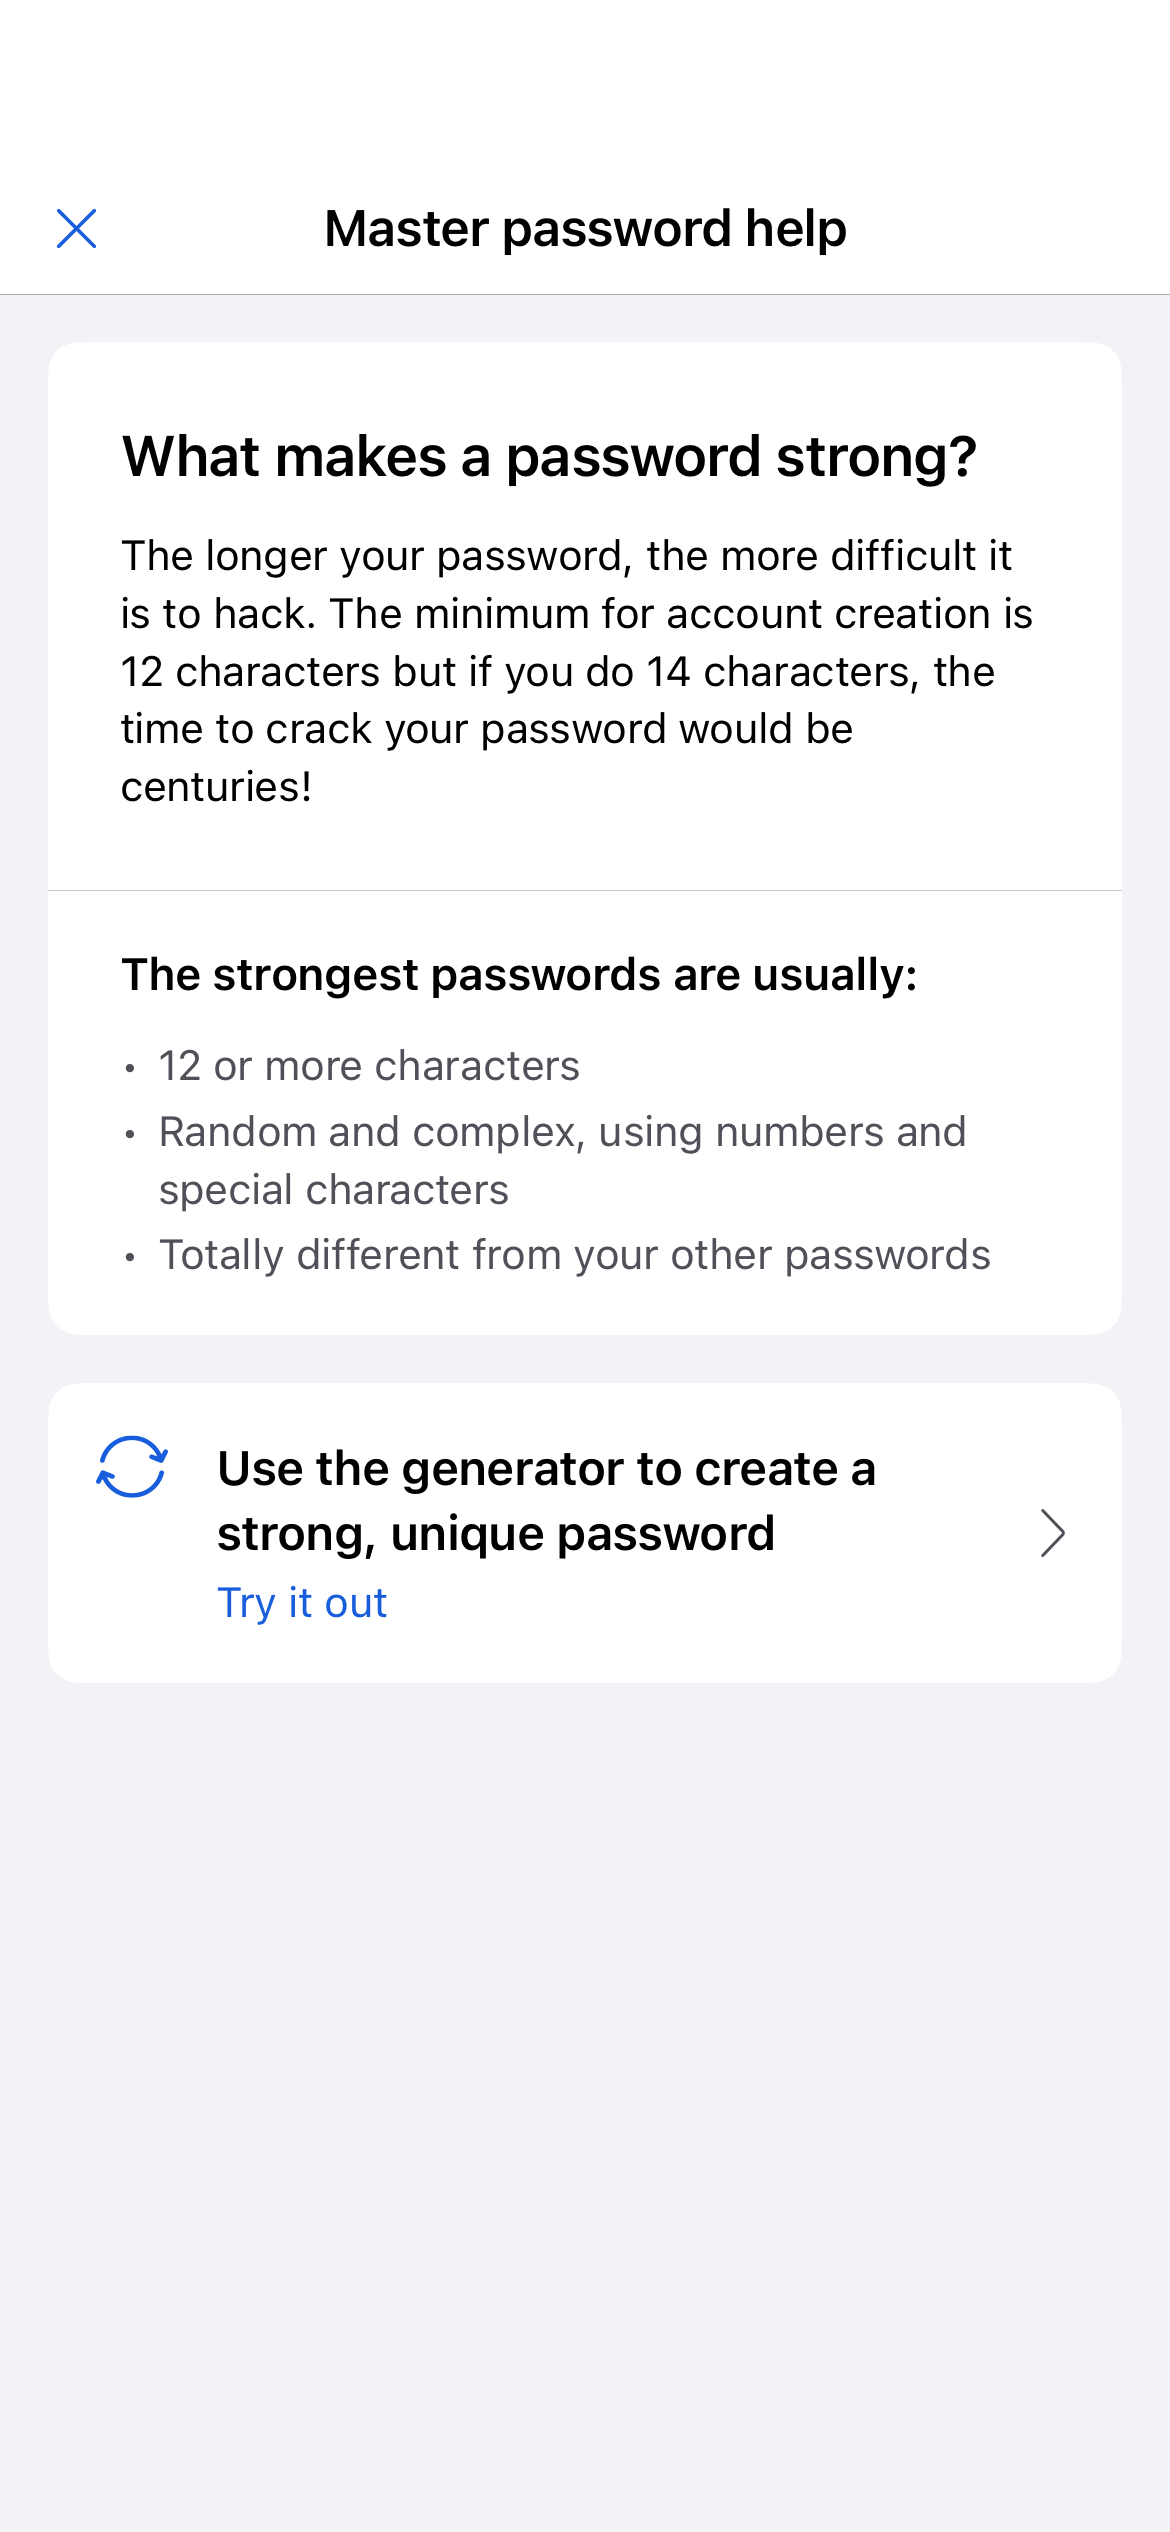 Master password help
What makes a password strong?
The longer your password, the more difficult it
is to hack. The minimum for account creation is
12 characters but if you do 14 characters, the
time to crack your password would be
centuries!
The strongest passwords are usually:
• 12 or more characters
• Random and complex, using numbers and
special characters
• Totally different from your other passwords
Use the generator to create a
strong, unique password
Try it out